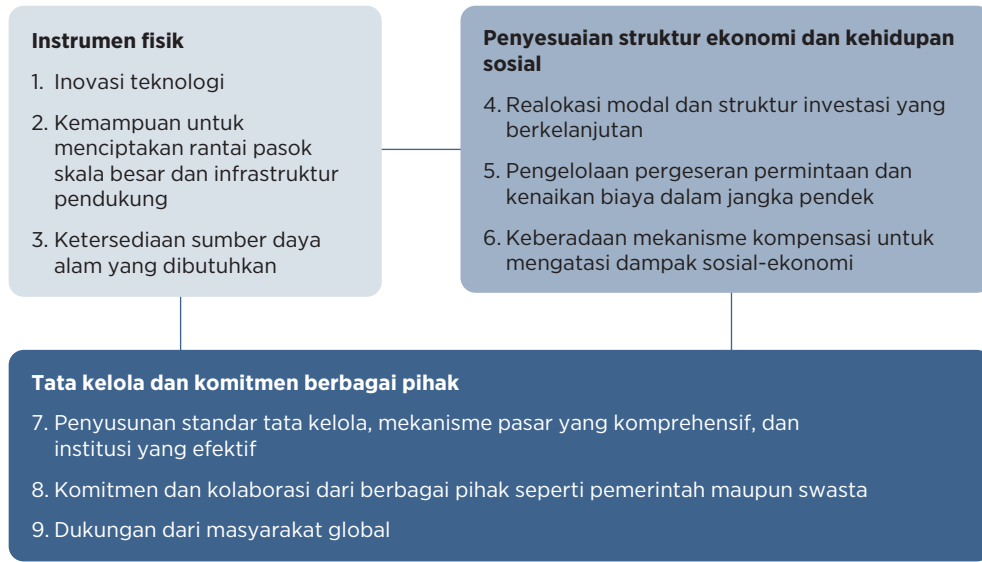 Instrumen fisik
1. Inovasi teknologi
2. Kemampuan untuk
menciptakan rantai pasok
skala besar dan infrastruktur
pendukung
3. Ketersediaan sumber daya
alam yang dibutuhkan
Penyesuaian struktur ekonomi dan kehidupan
sosial
4. Realokasi modal dan struktur investasi yang
berkelanjutan
5. Pengelolaan pergeseran permintaan dan
kenaikan biaya dalam jangka pendek
6. Keberadaan mekanisme kompensasi untuk
mengatasi dampak sosial-ekonomi
Tata kelola dan komitmen berbagai pihak
7. Penyusunan standar tata kelola, mekanisme pasar yang komprehensif, dan
institusi yang efektif
8. Komitmen dan kolaborasi dari berbagai pihak seperti pemerintah maupun swasta
9. Dukungan dari masyarakat global